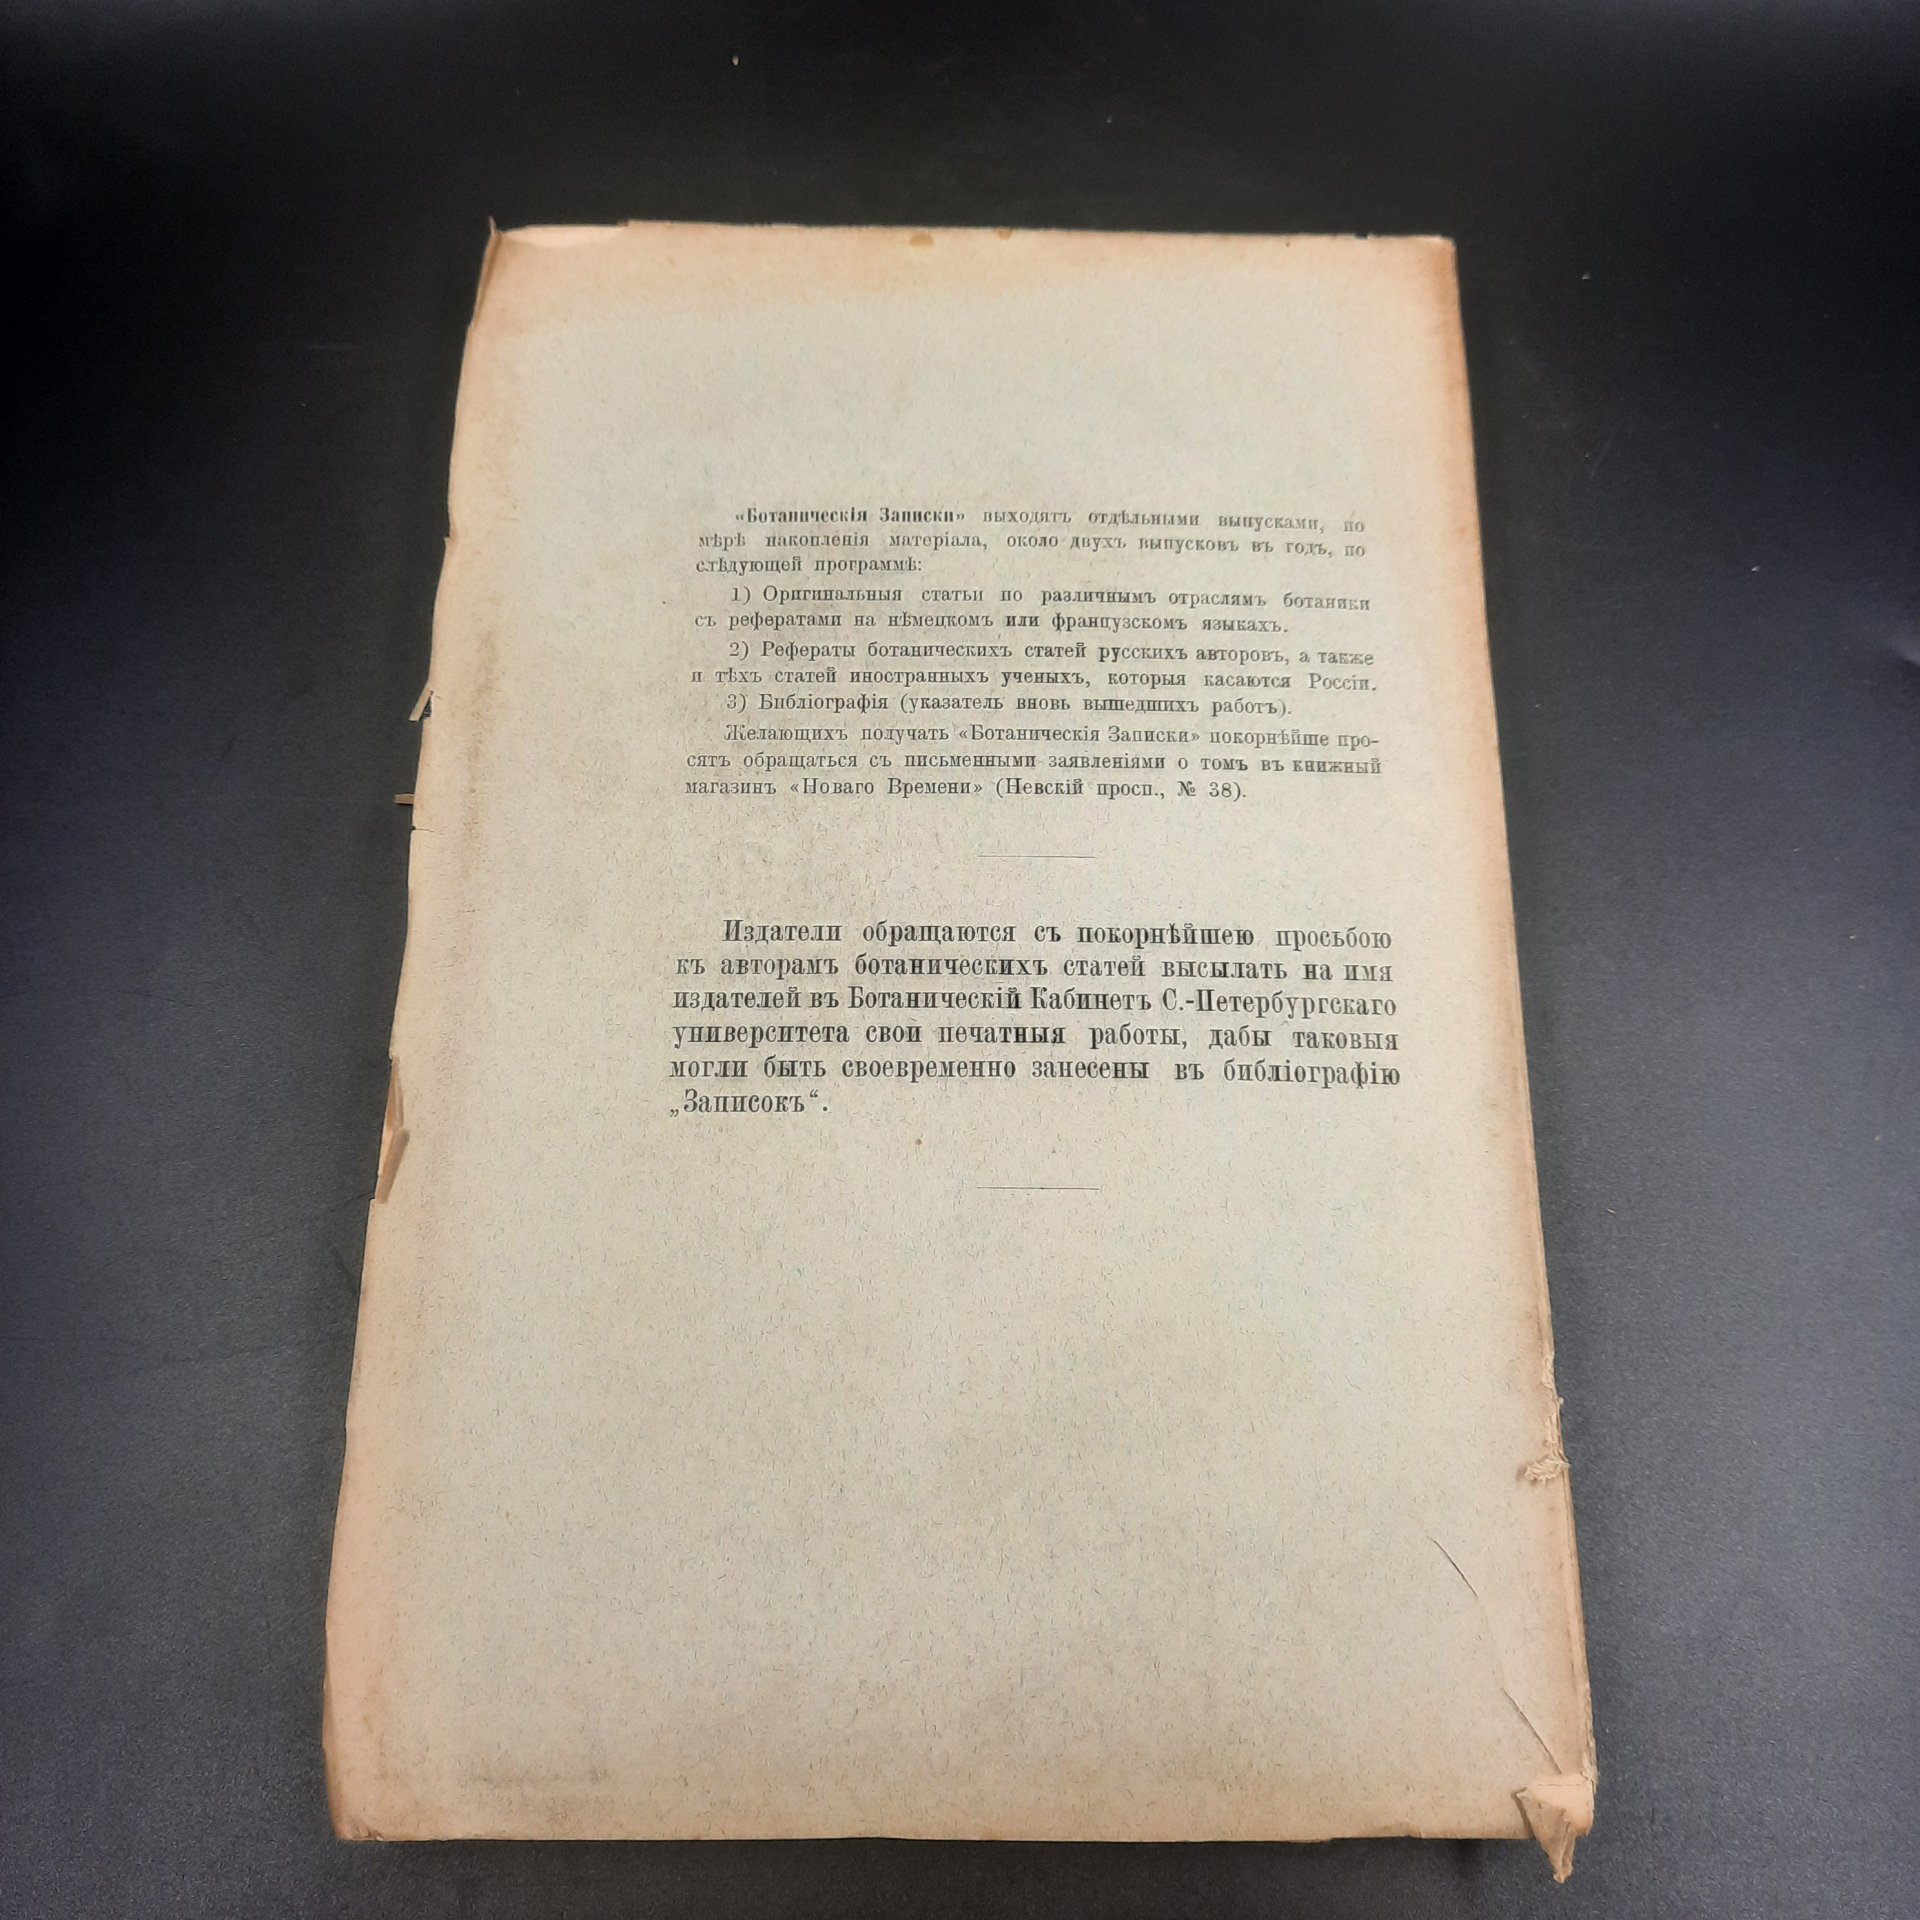 «Ботаническія Записки» выходятъ отдѣльными выпусками, по
мѣрѣ накопленія матеріала, около двухъ выпусковъ въ годъ, по
слѣдующей программѣ:
1) Оригинальныя статьи по различнымъ отраслямъ ботаники
съ рефератами на нѣмецкомъ или французскомъ языкахъ.
2) Рефераты ботаническихъ статей русскихъ авторовъ, а также
и тѣхъ статей иностранныхъ ученыхъ, которыя касаются Россіи.
3) Библіографія (указатель вновь вышедшихъ работъ).
Желающихъ получать «Ботаническія Записки» покорнѣйше про-
сятъ обращаться съ письменными заявленіями о томъ въ книжный
магазинъ «Новаго Времени» (Невскій просп., № 38).
Издатели обращаются съ покорнѣйшею просьбою
къ авторамъ ботаническихъ статей высылать на имя
издателей въ Ботаническій Кабинетъ С.-Петербургскаго
университета свои печатныя работы, дабы таковыя
могли быть своевременно занесены въ библіографію
„Записокъ“.